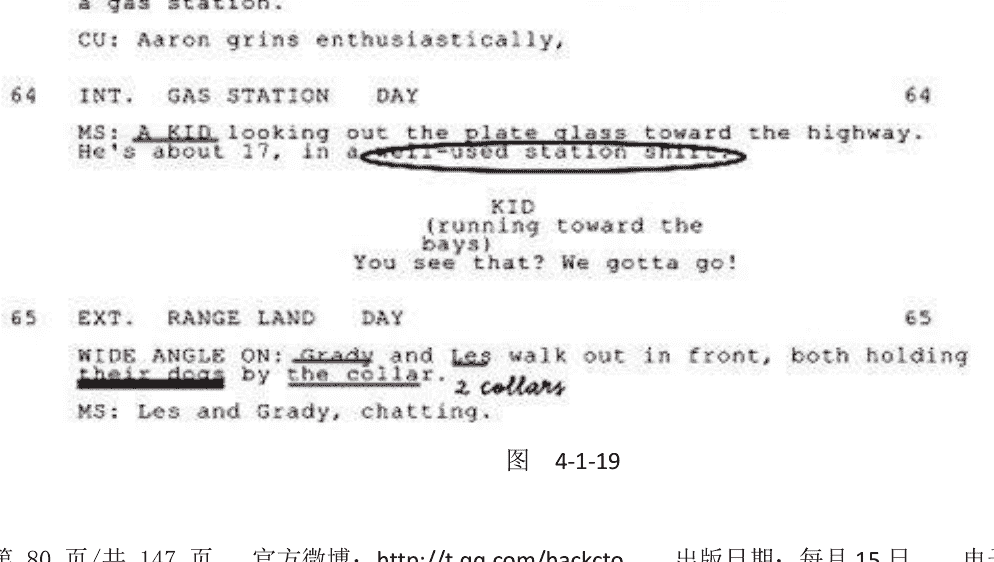 a gas station.
CU: Aaron grins enthusiastically,
64 INT. GAS STATION DAY 64
MS: A KID looking out the plate glass toward the highway.
He's about 17, in a well-used station shirt.
KID
(running toward the
bays)
You see that? We gotta go!
65 EXT. RANGE LAND DAY 65
WIDE ANGLE ON: Grady and Les walk out in front, both holding
their dogs by the collar.
2 collars
MS: Les and Grady, chatting.
图 4-1-19
第 80 页/共 147 页 官方微博：http://t.qq.com/hackcto 出版日期：每月 15 日 电